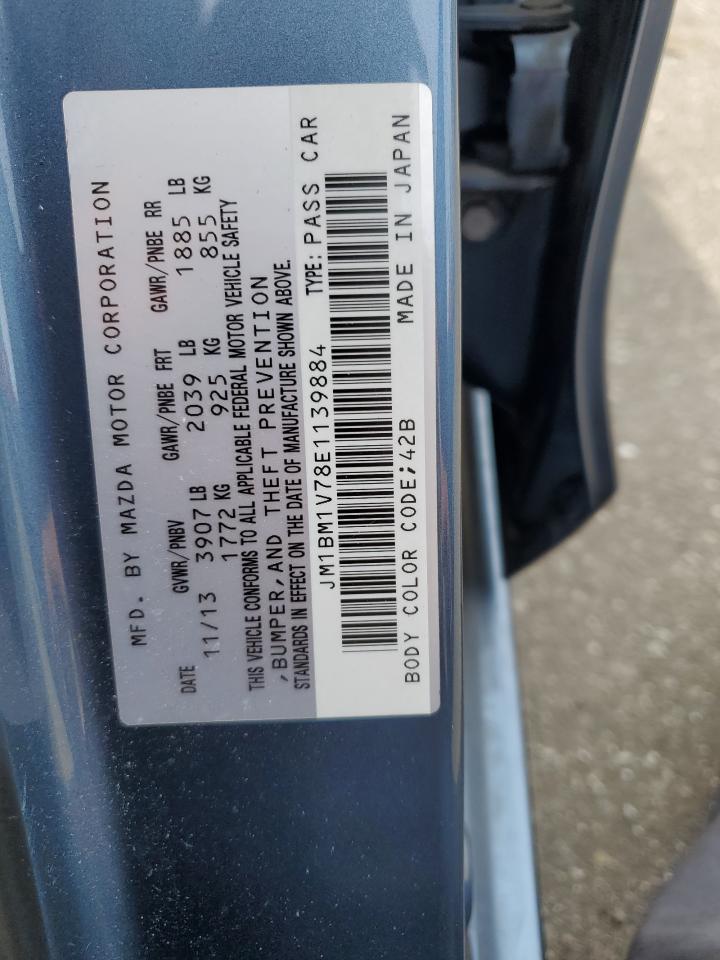 MFD. BY MAZDA MOTOR CORPORATION
DATE GVWR/PNBV GAWR/PNBE FRT GAWR/PNBE RR
11/13 3907 LB 2039 LB 1885 LB
1772 KG 925 KG 855 KG
THIS VEHICLE CONFORMS TO ALL APPLICABLE FEDERAL MOTOR VEHICLE SAFETY
,BUMPER,AND THEFT PREVENTION
STANDARDS IN EFFECT ON THE DATE OF MANUFACTURE SHOWN ABOVE.
JM1BM1V78E1139884 TYPE: PASS CAR
BODY COLOR CODE;42B MADE IN JAPAN